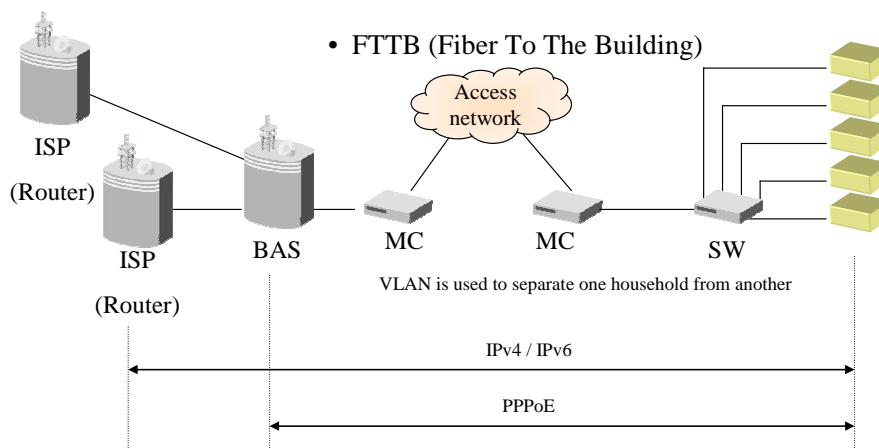 • FTTB (Fiber To The Building)
Access
network
ISP
(Router)
ISP
(Router)
BAS
MC
MC
SW
VLAN is used to separate one household from another
IPv4 / IPv6
PPPoE